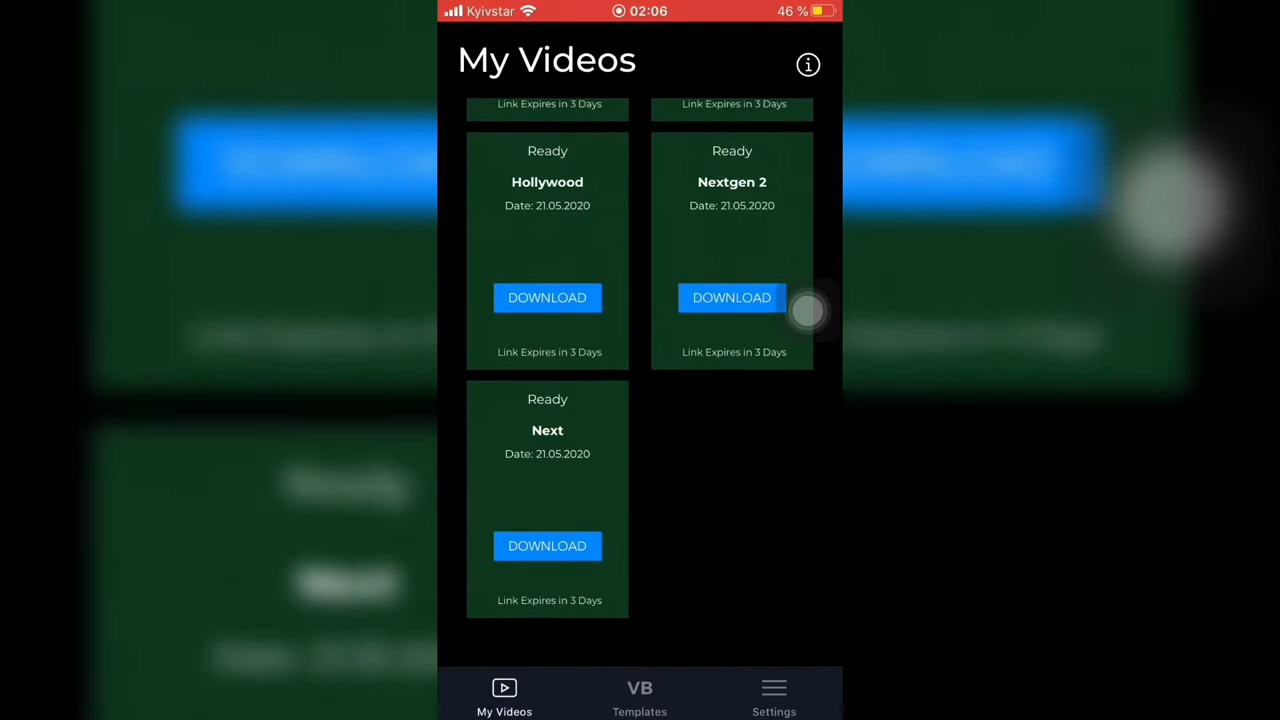 Kyivstar 02:06 46 %
My Videos
Link Expires in 3 Days Link Expires in 3 Days
Ready Ready
Hollywood Nextgen 2
Date: 21.05.2020 Date: 21.05.2020
DOWNLOAD DOWNLOAD
Link Expires in 3 Days Link Expires in 3 Days
Ready
Next
Date: 21.05.2020
DOWNLOAD
Link Expires in 3 Days
VB
My Videos Templates Settings